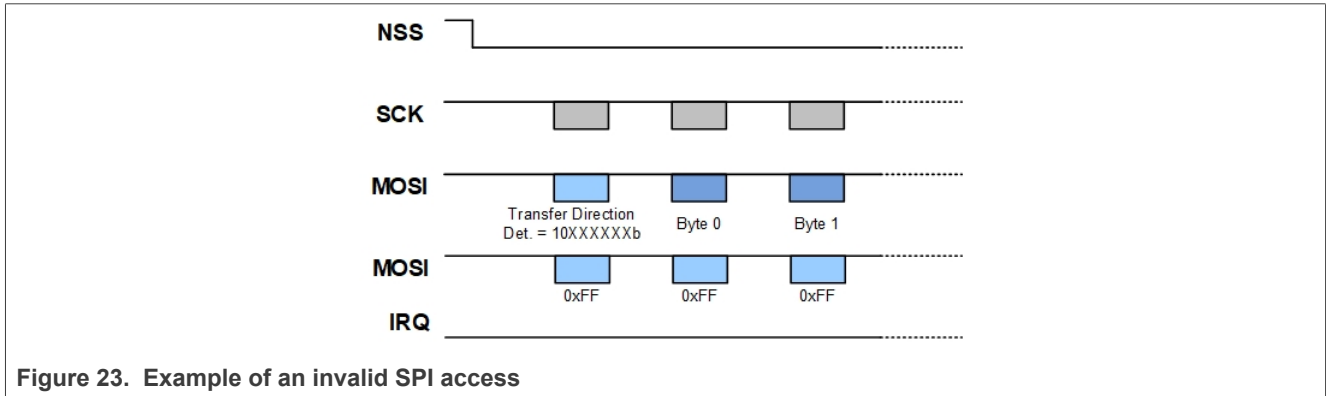 NSS
SCK
MOSI
Transfer Direction
Det. = 10XXXXXXb
Byte 0
Byte 1
MOSI
0xFF
0xFF
0xFF
IRQ
Figure 23. Example of an invalid SPI access